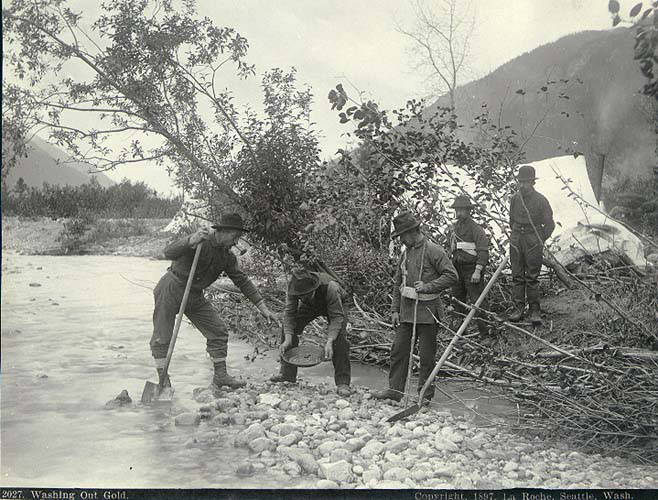 2027. Washing Out Gold. Copyright. 1897. La Roche, Seattle, Wash.